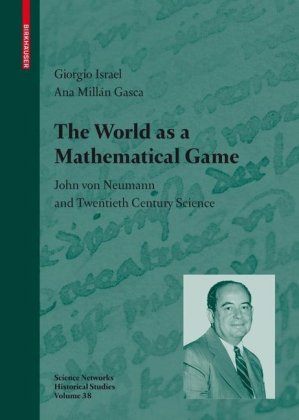 BIRKHAUSER
Giorgio Israel
Ana Millán Gasca
The World as a
Mathematical Game
John von Neumann
and Twentieth Century Science
Science Networks
Historical Studies
Volume 38